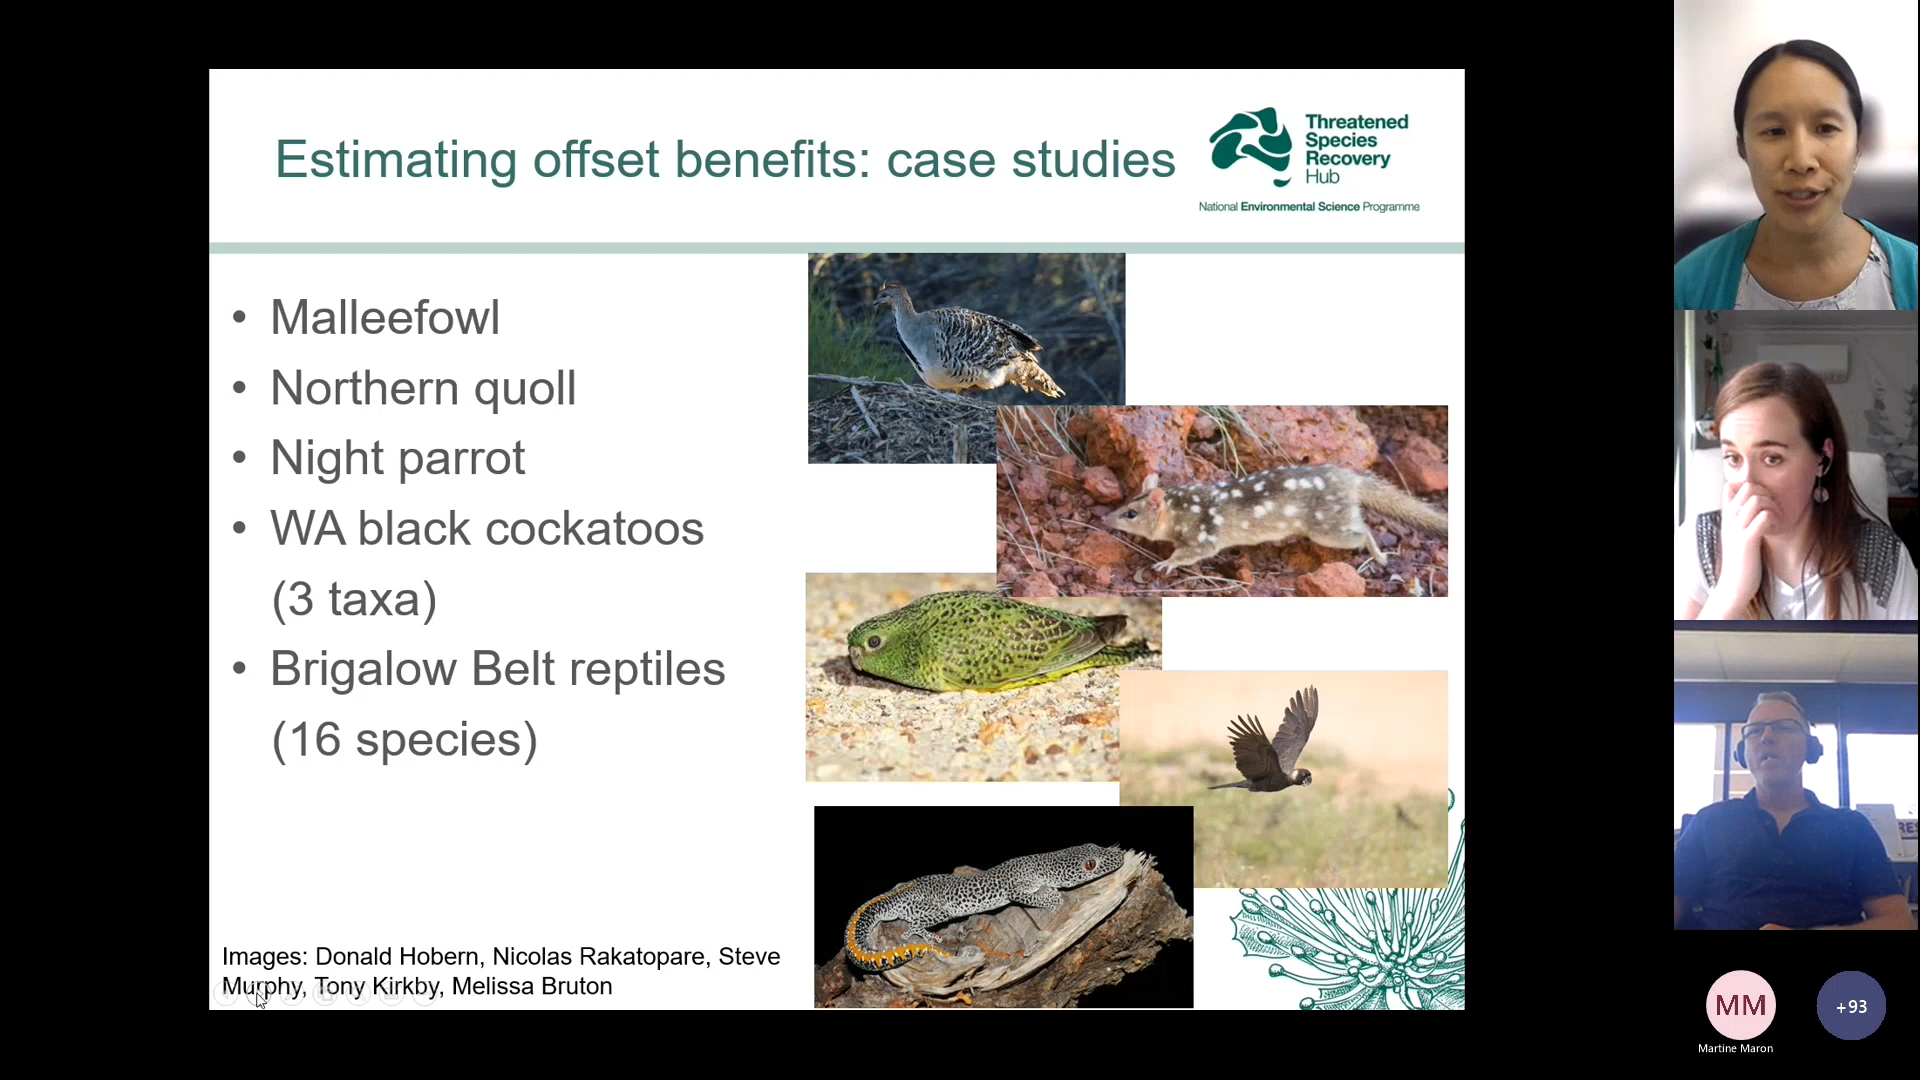 Estimating offset benefits: case studies
Threatened
Species
Recovery
Hub
National Environmental Science Programme
• Malleefowl
• Northern quoll
• Night parrot
• WA black cockatoos
(3 taxa)
• Brigalow Belt reptiles
(16 species)
Images: Donald Hobern, Nicolas Rakatopare, Steve
Murphy, Tony Kirkby, Melissa Bruton
RES
MM
+93
Martine Maron